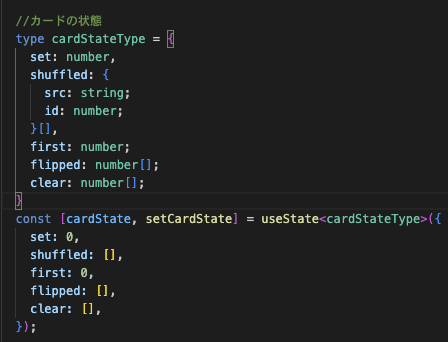 //カードの状態
type cardStateType = {
  set: number,
  shuffled: {
    src: string;
    id: number;
  }[],
  first: number;
  flipped: number[];
  clear: number[];
}
const [cardState, setCardState] = useState<cardStateType>({
  set: 0,
  shuffled: [],
  first: 0,
  flipped: [],
  clear: [],
});